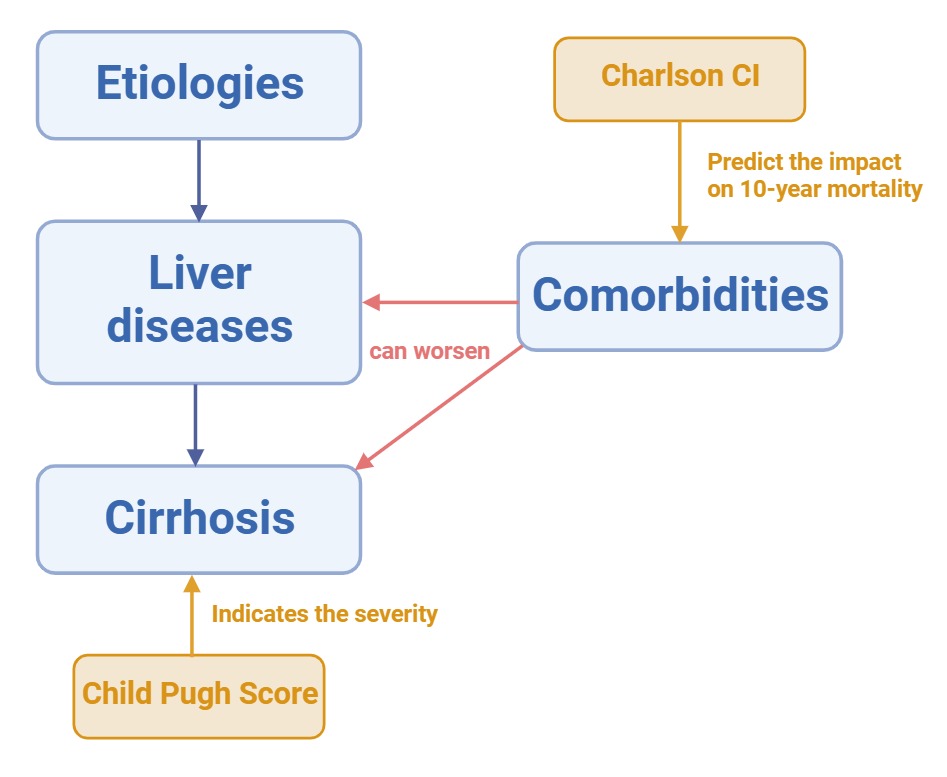 Etiologies
Charlson CI
Predict the impact
on 10-year mortality
Liver
diseases
Comorbidities
can worsen
Cirrhosis
Indicates the severity
Child Pugh Score